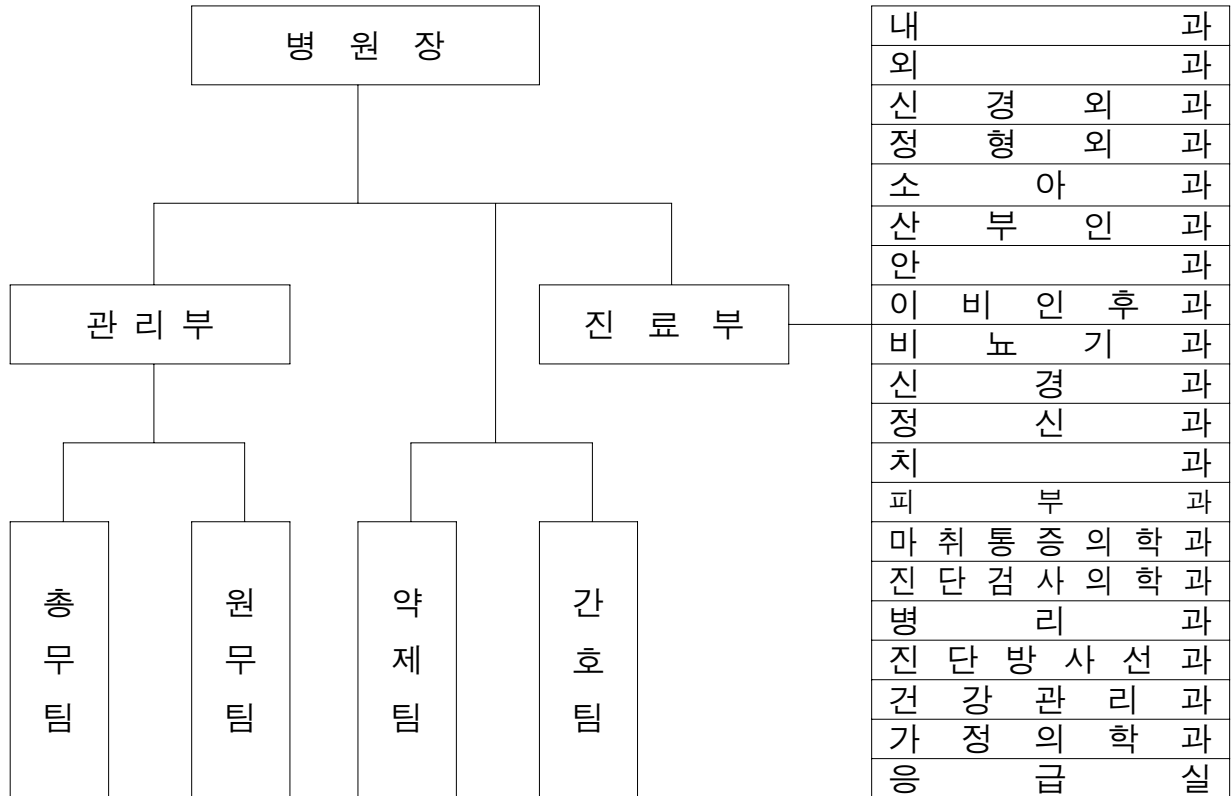 병 원 장
관 리 부
진 료 부
총무팀
원무팀
약제팀
간호팀
내 과
외 과
신 경 외 과
정 형 외 과
소 아 과
산 부 인 과
안 과
이 비 인 후 과
비 뇨 기 과
신 경 과
정 신 과
치 과
피 부 과
마 취 통 증 의 학 과
진 단 검 사 의 학 과
병 리 과
진 단 방 사 선 과
건 강 관 리 과
가 정 의 학 과
응 급 실